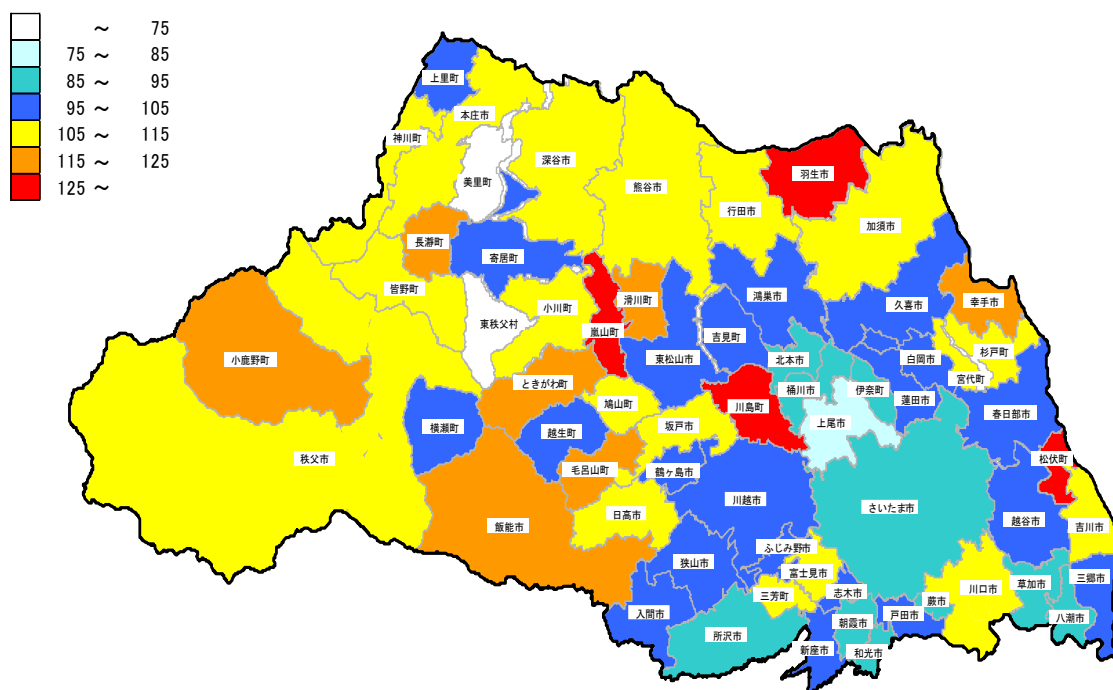 ～ 75
75 ～ 85
85 ～ 95
95 ～ 105
105 ～ 115
115 ～ 125
125 ～
上里町
本庄市
神川町
深谷市
美里町
熊谷市
羽生市
行田市
加須市
長瀞町
寄居町
皆野町
小川町
滑川町
鴻巣市
久喜市
幸手市
東秩父村
嵐山町
吉見町
杉戸町
小鹿野町
東松山市
北本市
白岡市
宮代町
ときがわ町
桶川市
伊奈町
蓮田市
鳩山町
川島町
春日部市
横瀬町
越生町
坂戸市
上尾市
秩父市
松伏町
毛呂山町
鶴ヶ島市
川越市
さいたま市
飯能市
日高市
越谷市
吉川市
ふじみ野市
狭山市
富士見市
三芳町
志木市
川口市
草加市
三郷市
入間市
所沢市
朝霞市
戸田市
蕨市
八潮市
新座市
和光市